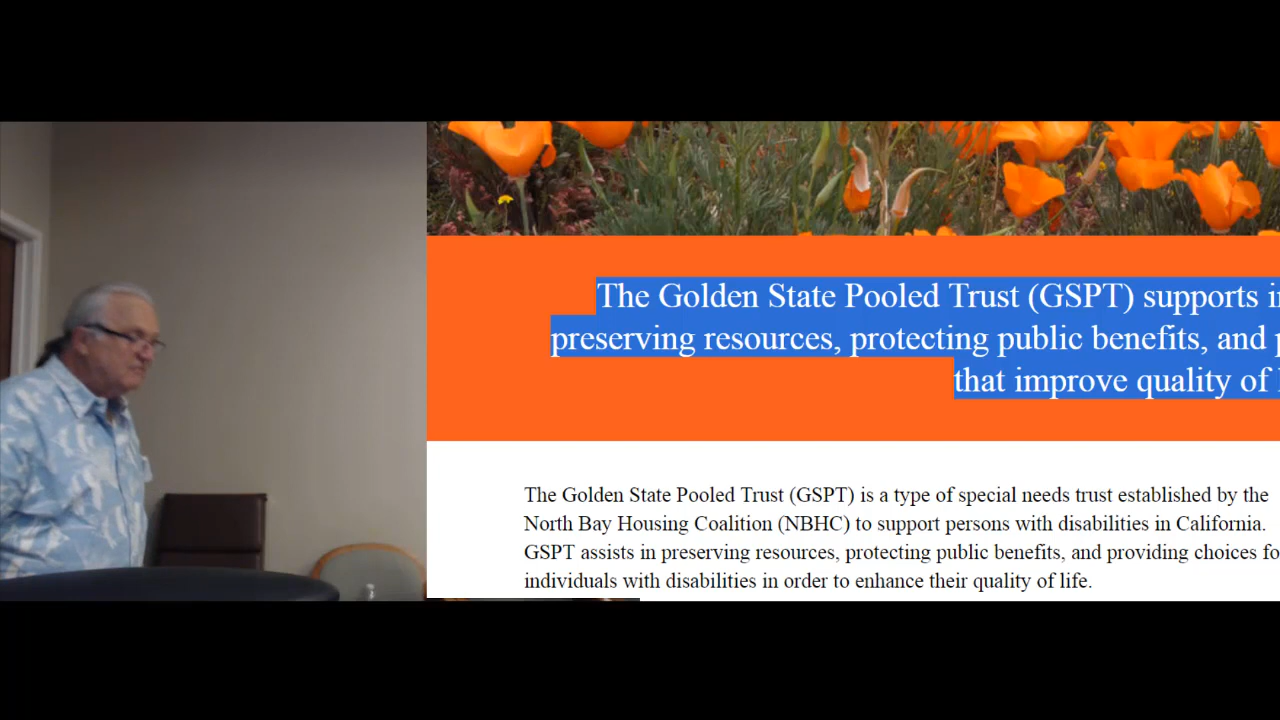 The Golden State Pooled Trust (GSPT) supports
preserving resources, protecting public benefits, and
that improve quality of
The Golden State Pooled Trust (GSPT) is a type of special needs trust established by the
North Bay Housing Coalition (NBHC) to support persons with disabilities in California.
GSPT assists in preserving resources, protecting public benefits, and providing choices
individuals with disabilities in order to enhance their quality of life.